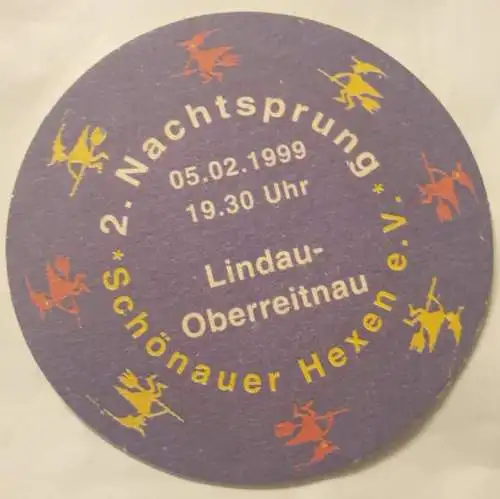 2. Nachtsprung
05.02.1999
19.30 Uhr
Lindau-
Oberreitnau
*Schönauer Hexen e.V.*